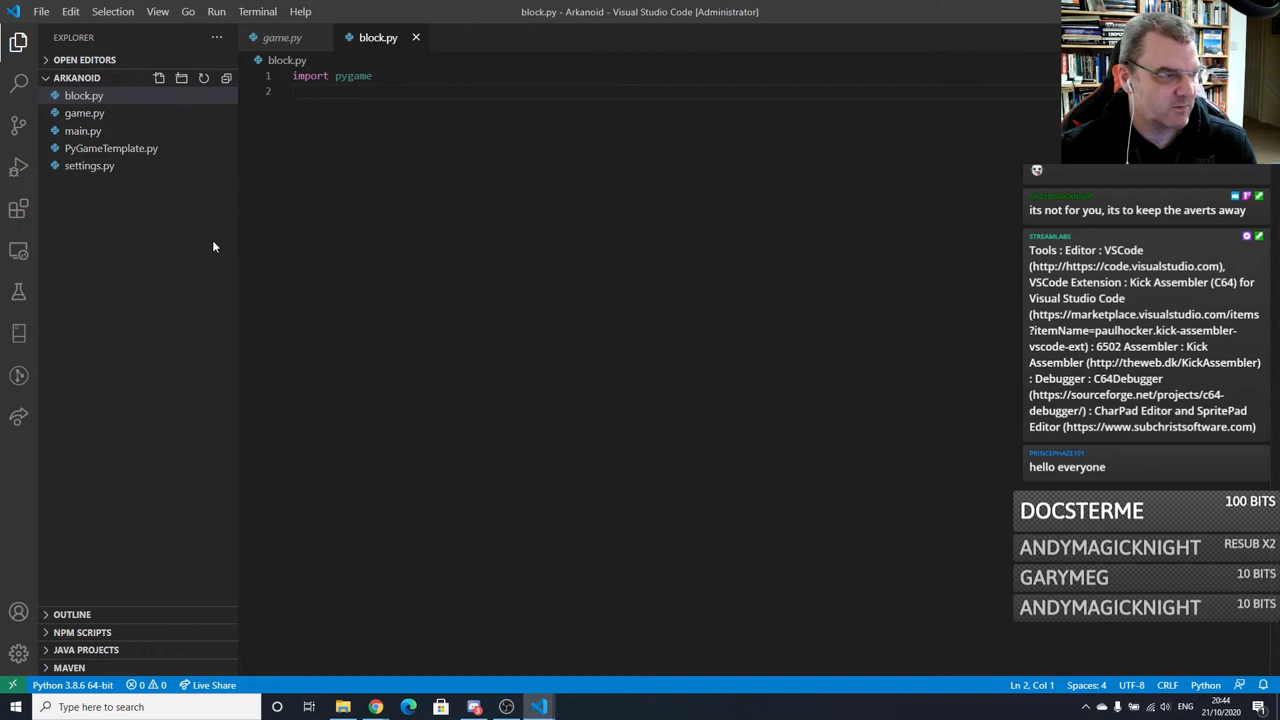 File Edit Selection View Go Run Terminal Help
block.py - Arkanoid - Visual Studio Code [Administrator]
EXPLORER
game.py
block.py
OPEN EDITORS
block.py
ARKANOID
1 import pygame
2
block.py
game.py
main.py
PyGameTemplate.py
settings.py
ANDYMAGICKNIGHT
its not for you, its to keep the averts away
STREAMLABS
Tools : Editor : VSCode
(http://https://code.visualstudio.com),
VSCode Extension : Kick Assembler (C64) for
Visual Studio Code
(https://marketplace.visualstudio.com/items
?itemName=paulhocker.kick-assembler-
vscode-ext) : 6502 Assembler : Kick
Assembler (http://theweb.dk/KickAssembler)
: Debugger : C64Debugger
(https://sourceforge.net/projects/c64-
debugger/) : CharPad Editor and SpritePad
Editor (https://www.subchristsoftware.com)
PRINCEPHAZE101
hello everyone
DOCSTERME 100 BITS
ANDYMAGICKNIGHT RESUB X2
GARYMEG 10 BITS
ANDYMAGICKNIGHT 10 BITS
OUTLINE
NPM SCRIPTS
JAVA PROJECTS
MAVEN
Python 3.8.6 64-bit 0 0 Live Share
Ln 2, Col 1 Spaces: 4 UTF-8 CRLF Python
Type here to search
ENG
20:44
21/10/2020